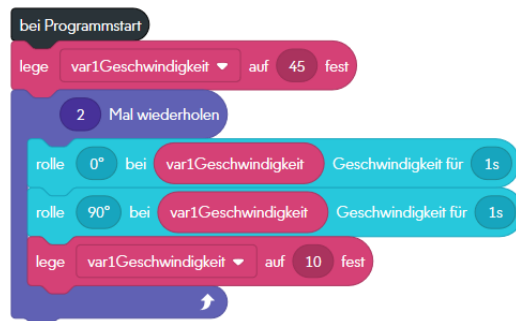 bei Programmstart
lege var1Geschwindigkeit auf 45 fest
2 Mal wiederholen
rolle 0° bei var1Geschwindigkeit Geschwindigkeit für 1s
rolle 90° bei var1Geschwindigkeit Geschwindigkeit für 1s
lege var1Geschwindigkeit auf 10 fest